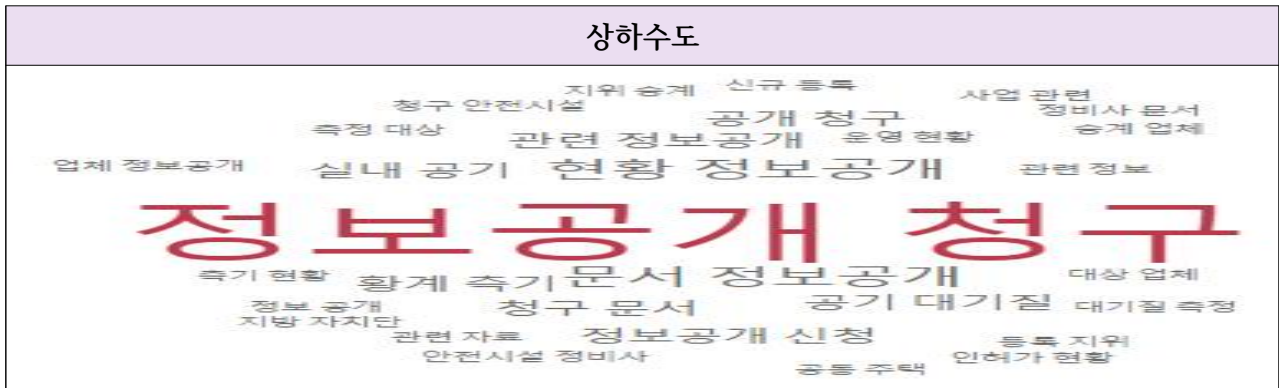 상하수도
지위 승계 신규 등록 사업 관련
청구 안전시설 공개 청구 정비사 문서
측정 대상 관련 정보공개 운영 현황 승계 업체
업체 정보공개 실내 공기 현황 정보공개 관련 정보
정보공개 청구
측기 현황 황계 측기 문서 정보공개 대상 업체
정보 공개 청구 문서 공기 대기질 대기질 측정
지방 자치단
관련 자료 정보공개 신청 등록 지위
안전시설 정비사 공동 주택 인허가 현황